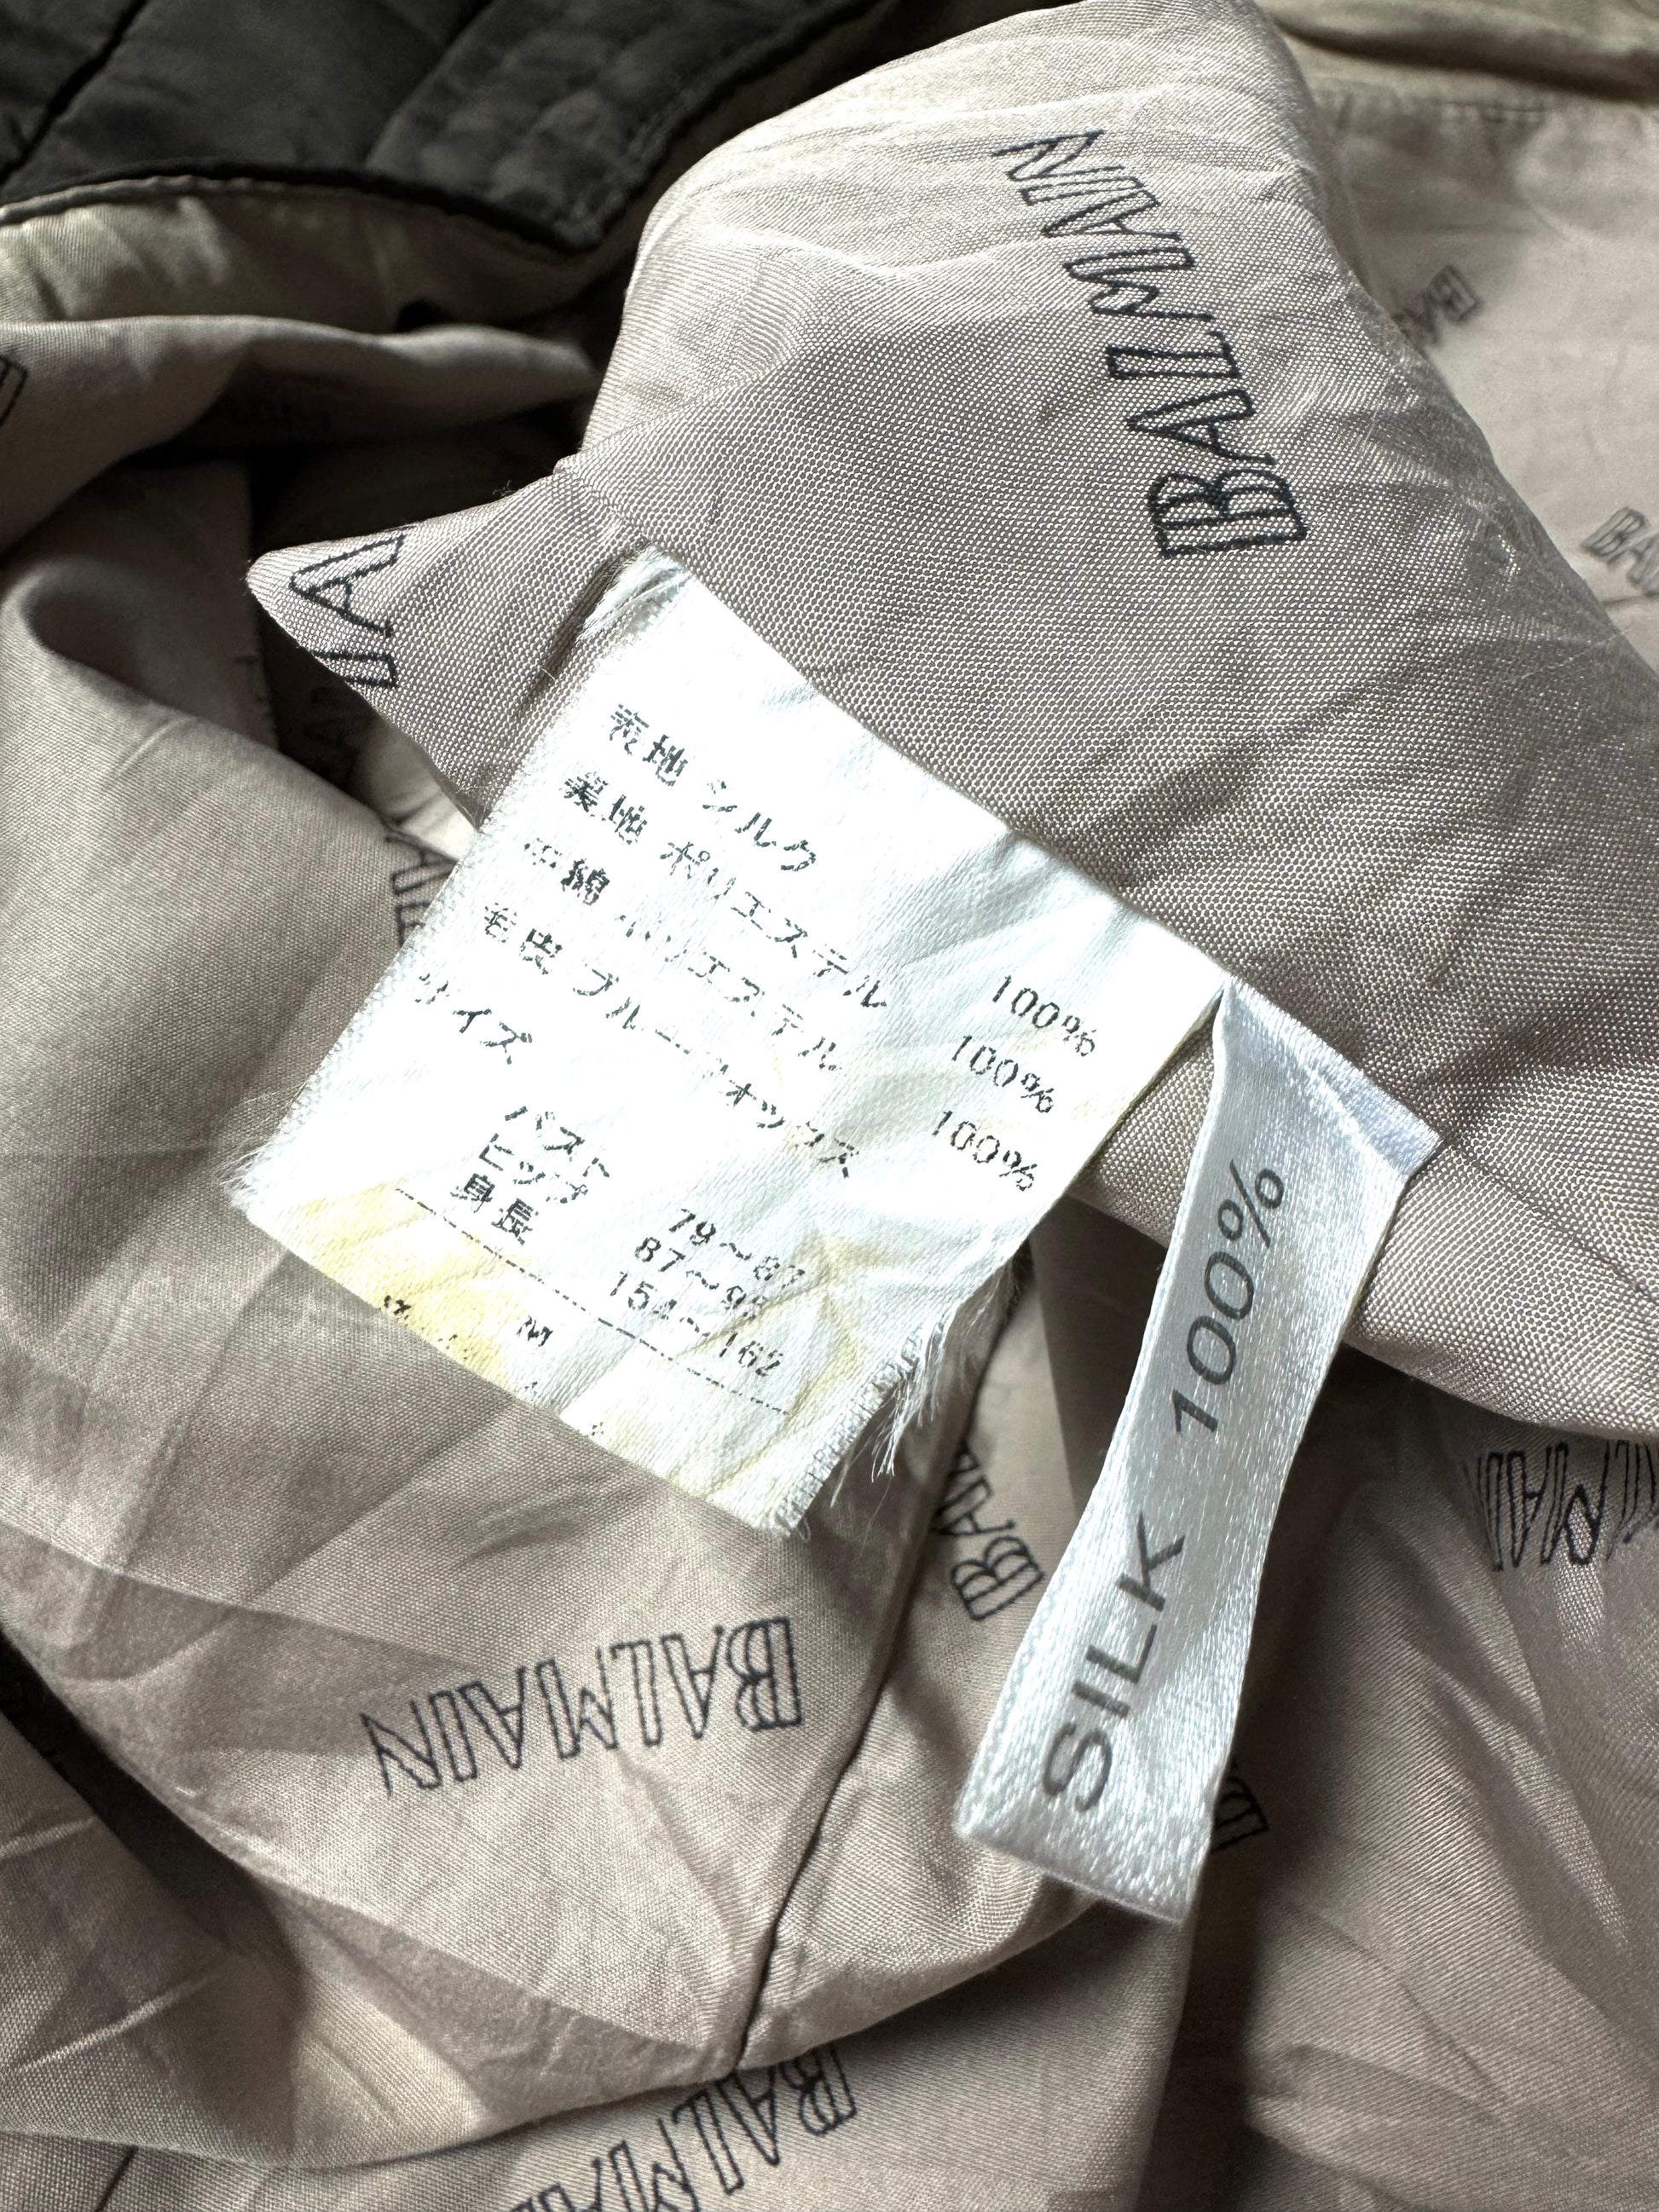 BALMAIN
BAL
表地 シルク 100%
裏地 ポリエステル 100%
中綿 ポリエステル 100%
毛皮 ブルーフォックス
サイズ
バスト 79〜87
ヒップ 87〜95
身長 154〜162
M
SILK 100%
BALMAIN
BALMAIN
BALMAIN